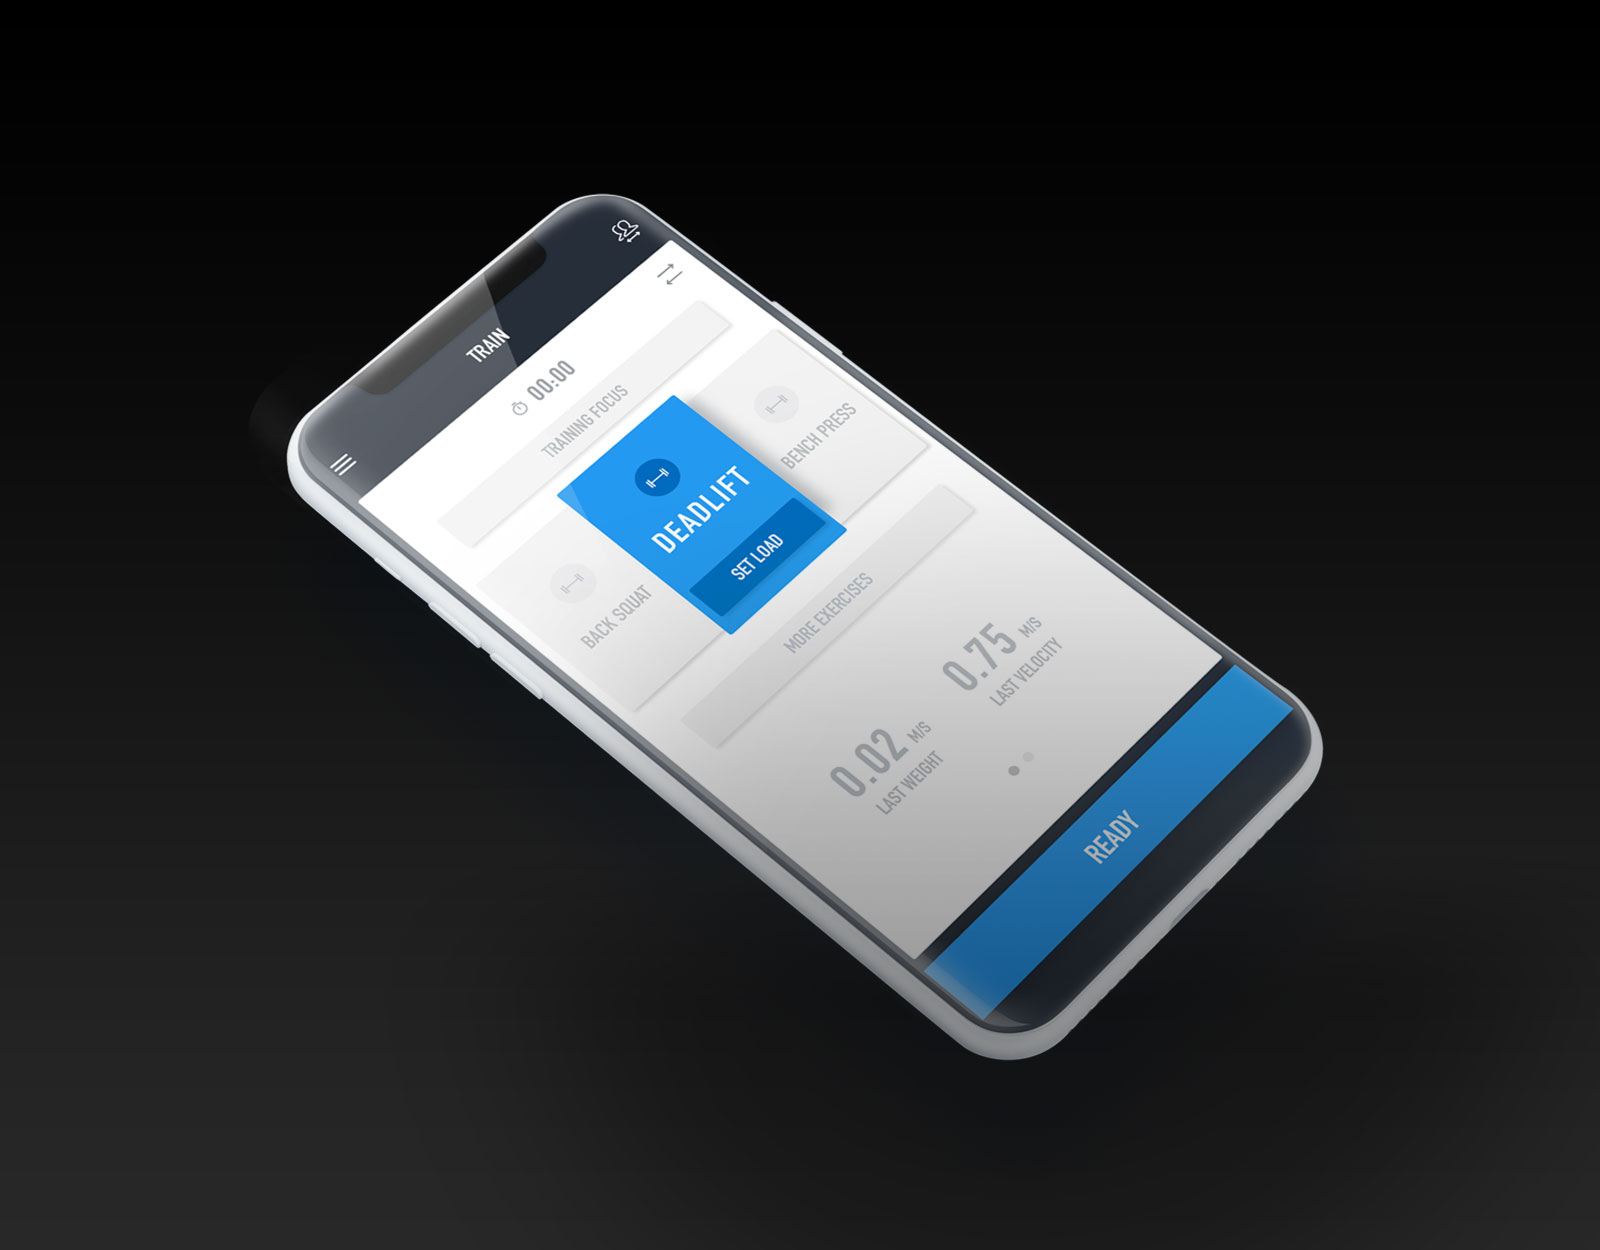 TRAIN
00:00
TRAINING FOCUS
BACK SQUAT
DEADLIFT
SET LOAD
BENCH PRESS
MORE EXERCISES
0.02 M/S
LAST WEIGHT
0.75 M/S
LAST VELOCITY
READY